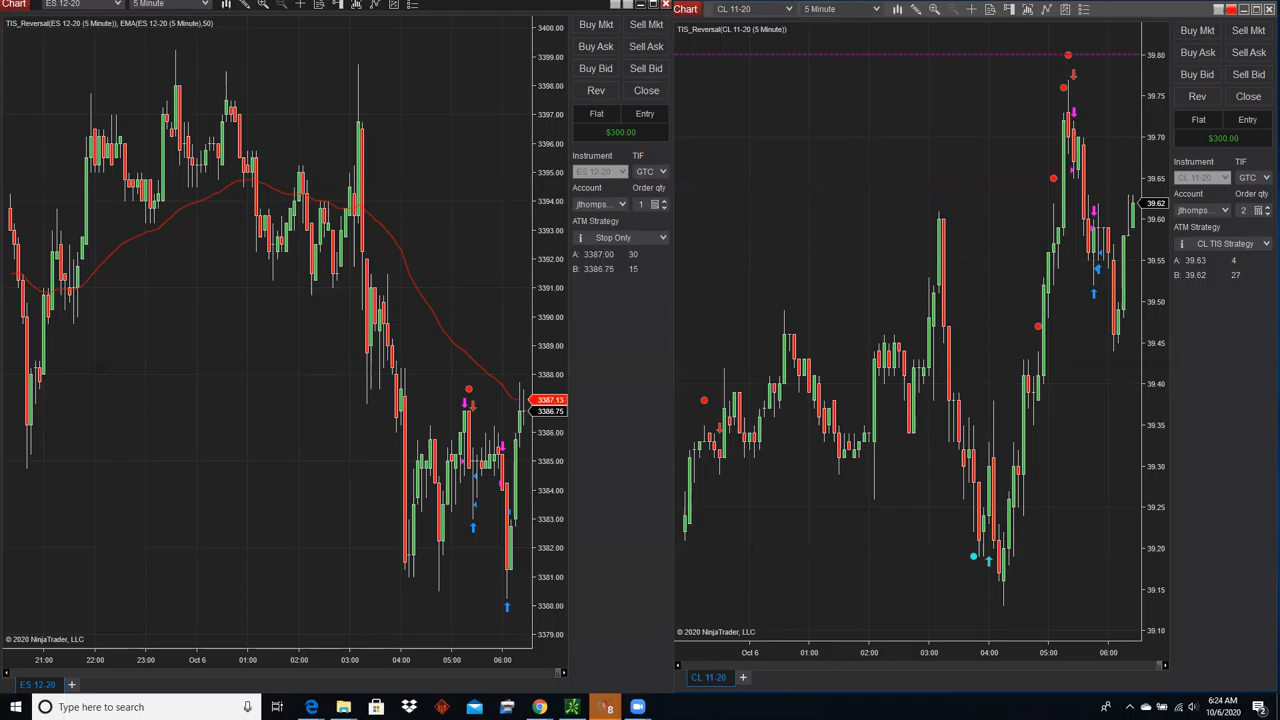 Chart
ES 12-20
5 Minute
TIS_Reversal(ES 12-20 (5 Minute)), EMA(ES 12-20 (5 Minute),50)
3400.00
3399.00
3398.00
3397.00
3396.00
3395.00
3394.00
3393.00
3392.00
3391.00
3390.00
3389.00
3388.00
3387.13
3386.75
3386.00
3385.00
3384.00
3383.00
3382.00
3381.00
3380.00
3379.00
© 2020 NinjaTrader, LLC
21:00 22:00 23:00 Oct 6 01:00 02:00 03:00 04:00 05:00 06:00
ES 12-20 +
Buy Mkt Sell Mkt
Buy Ask Sell Ask
Buy Bid Sell Bid
Rev Close
Flat Entry
$300.00
Instrument TIF
ES 12-20 GTC
Account Order qty
jthomps... 1
ATM Strategy
Stop Only
A: 3387.00 30
B: 3386.75 15
Chart
CL 11-20
5 Minute
TIS_Reversal(CL 11-20 (5 Minute))
39.80
39.75
39.70
39.65
39.62
39.60
39.55
39.50
39.45
39.40
39.35
39.30
39.25
39.20
39.15
39.10
© 2020 NinjaTrader, LLC
Oct 6 01:00 02:00 03:00 04:00 05:00 06:00
CL 11-20 +
Buy Mkt Sell Mkt
Buy Ask Sell Ask
Buy Bid Sell Bid
Rev Close
Flat Entry
$300.00
Instrument TIF
CL 11-20 GTC
Account Order qty
jthomps... 2
ATM Strategy
CL TIS Strategy
A: 39.63 4
B: 39.62 27
Type here to search
8
6:24 AM
10/6/2020